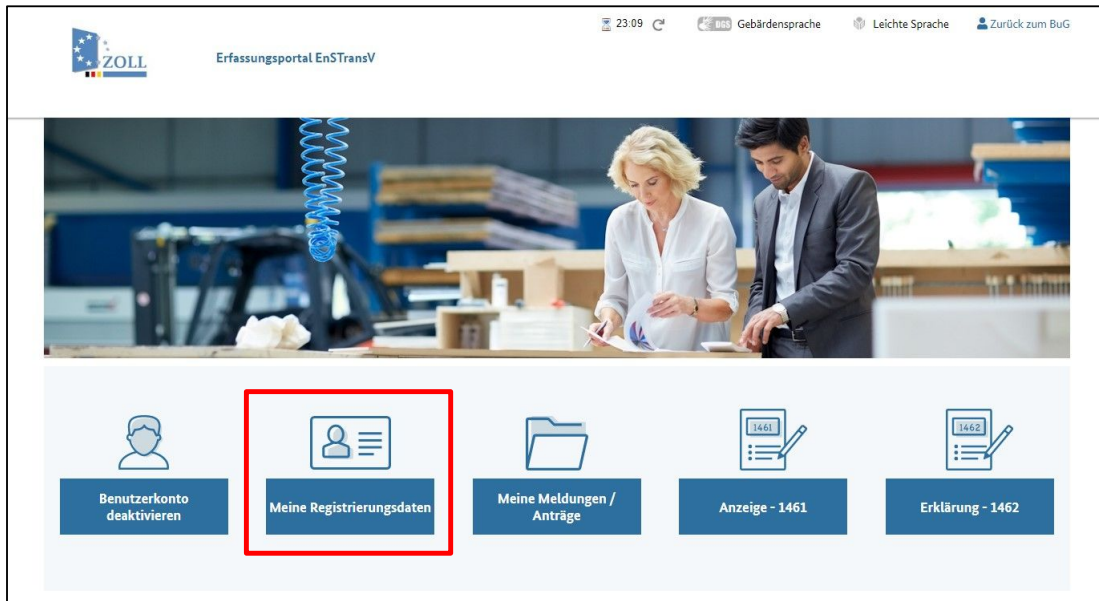 23:09
DGS Gebärdensprache
Leichte Sprache
Zurück zum BuG
ZOLL
Erfassungsportal EnSTransV
1461
1462
Benutzerkonto
deaktivieren
Meine Registrierungsdaten
Meine Meldungen /
Anträge
Anzeige - 1461
Erklärung - 1462